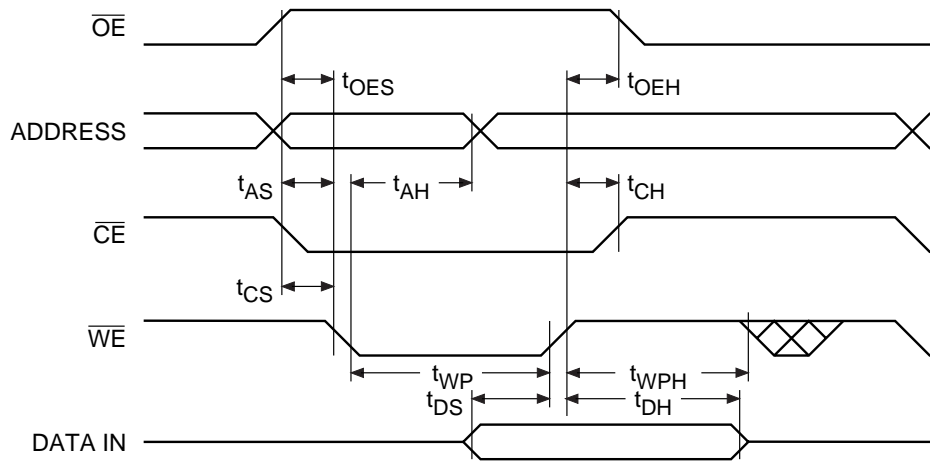 OE
tOES
tOEH
ADDRESS
tAS
tAH
tCH
CE
tCS
WE
tWP
tWPH
tDS
tDH
DATA IN